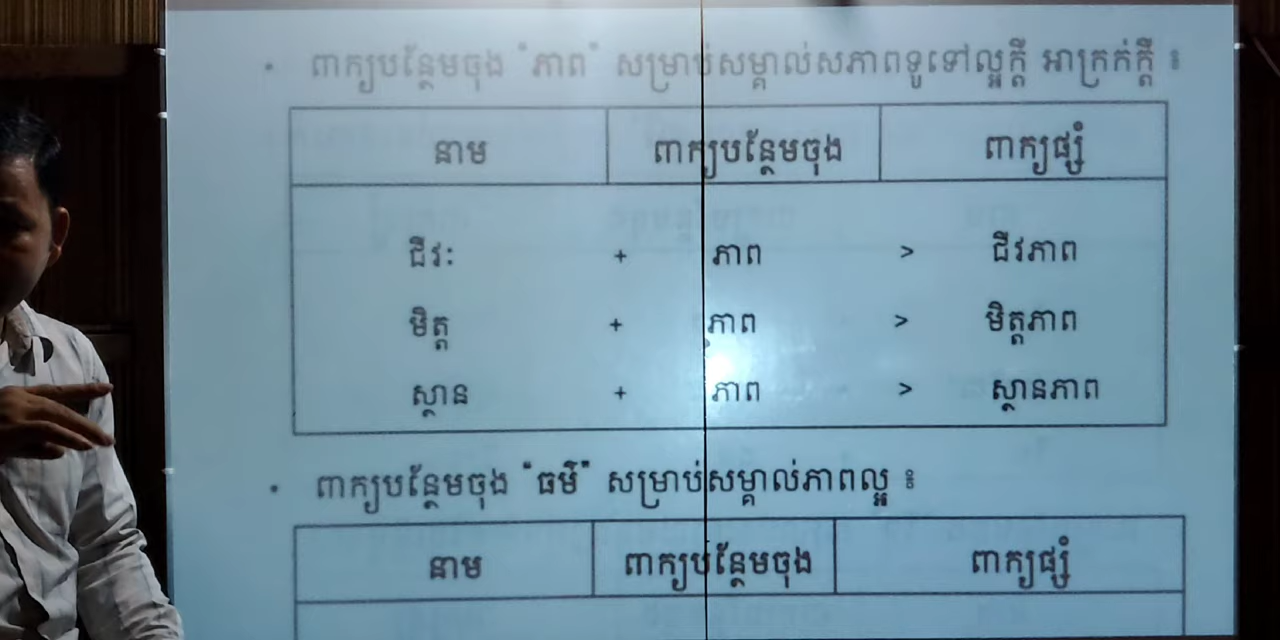 • ពាក្យបន្ថែមចុង "ភាព" សម្រាប់សម្គាល់សភាពទូទៅល្អក្ដី អាក្រក់ក្ដី ៖
នាម ពាក្យបន្ថែមចុង ពាក្យផ្សំ
ជីវៈ + ភាព > ជីវភាព
មិត្ត + ភាព > មិត្តភាព
ស្ថាន + ភាព > ស្ថានភាព
• ពាក្យបន្ថែមចុង "ធម៌" សម្រាប់សម្គាល់ភាពល្អ ៖
នាម ពាក្យបន្ថែមចុង ពាក្យផ្សំ